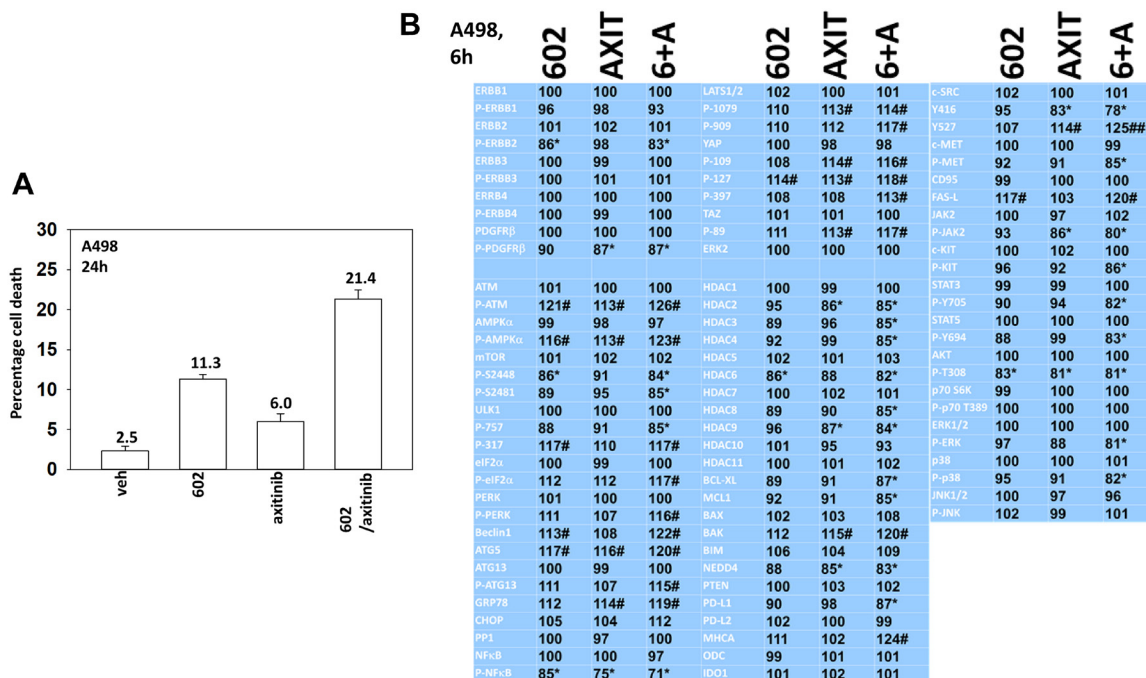 A
A498
24h
Percentage cell death
30
25
20
15
10
5
0
2.5
11.3
6.0
21.4
veh
602
axitinib
602
/axitinib
B
A498,
6h
602 AXIT 6+A 602 AXIT 6+A 602 AXIT 6+A
ERBB1 100 100 100 LATS1/2 102 100 101 c-SRC 102 100 101
P-ERBB1 96 98 93 P-1079 110 113# 114# Y416 95 83* 78*
ERBB2 101 102 101 P-909 110 112 117# Y527 107 114# 125##
P-ERBB2 86* 98 83* YAP 100 98 98 c-MET 100 100 99
ERBB3 100 99 100 P-109 108 114# 116# P-MET 92 91 85*
P-ERBB3 100 101 101 P-127 114# 113# 118# CD95 99 100 100
ERRB4 100 100 100 P-397 108 108 113# FAS-L 117# 103 120#
P-ERBB4 100 99 100 TAZ 101 101 100 JAK2 100 97 102
PDGFRβ 100 100 100 P-89 111 113# 117# P-JAK2 93 86* 80*
P-PDGFRβ 90 87* 87* ERK2 100 100 100 c-KIT 100 102 100
P-KIT 96 92 86*
ATM 101 100 100 HDAC1 100 99 100 STAT3 99 99 100
P-ATM 121# 113# 126# HDAC2 95 86* 85* P-Y705 90 94 82*
AMPKα 99 98 97 HDAC3 89 96 85* STAT5 100 100 100
P-AMPKα 116# 113# 123# HDAC4 92 99 85* P-Y694 88 99 83*
mTOR 101 102 102 HDAC5 102 101 103 AKT 100 100 100
P-S2448 86* 91 84* HDAC6 86* 88 82* P-T308 83* 81* 81*
P-S2481 89 95 85* HDAC7 100 102 101 p70 S6K 99 100 100
ULK1 100 100 100 HDAC8 89 90 85* P-p70 T389 100 100 100
P-757 88 91 85* HDAC9 96 87* 84* ERK1/2 100 100 100
P-317 117# 110 117# HDAC10 101 95 93 P-ERK 97 88 81*
eIF2α 100 99 100 HDAC11 100 101 102 p38 100 100 101
P-eIF2α 112 112 117# BCL-XL 89 91 87* P-p38 95 91 82*
PERK 101 100 100 MCL1 92 91 85* JNK1/2 100 97 96
P-PERK 111 107 116# BAX 102 103 108 P-JNK 102 99 101
Beclin1 113# 108 122# BAK 112 115# 120#
ATG5 117# 116# 120# BIM 106 104 109
ATG13 100 99 100 NEDD4 88 85* 83*
P-ATG13 111 107 115# PTEN 100 103 102
GRP78 112 114# 119# PD-L1 90 98 87*
CHOP 105 104 112 PD-L2 102 100 99
PP1 100 97 100 MHCA 111 102 124#
NFκB 100 100 97 ODC 99 101 101
P-NFκB 85* 75* 71* IDO1 101 102 101